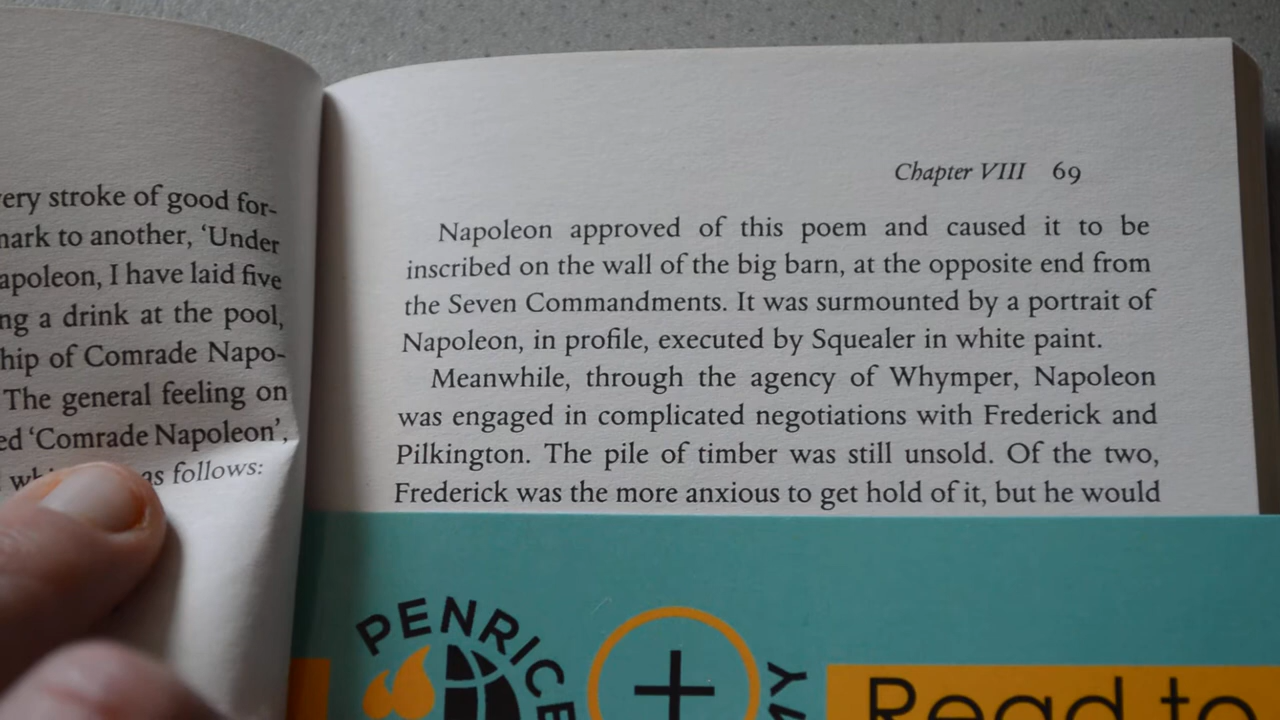 ery stroke of good for-
mark to another, ‘Under
apoleon, I have laid five
ng a drink at the pool,
hip of Comrade Napo-
The general feeling on
ed ‘Comrade Napoleon’,
as follows:
Chapter VIII 69
Napoleon approved of this poem and caused it to be
inscribed on the wall of the big barn, at the opposite end from
the Seven Commandments. It was surmounted by a portrait of
Napoleon, in profile, executed by Squealer in white paint.
Meanwhile, through the agency of Whymper, Napoleon
was engaged in complicated negotiations with Frederick and
Pilkington. The pile of timber was still unsold. Of the two,
Frederick was the more anxious to get hold of it, but he would
PENRICE
Read to